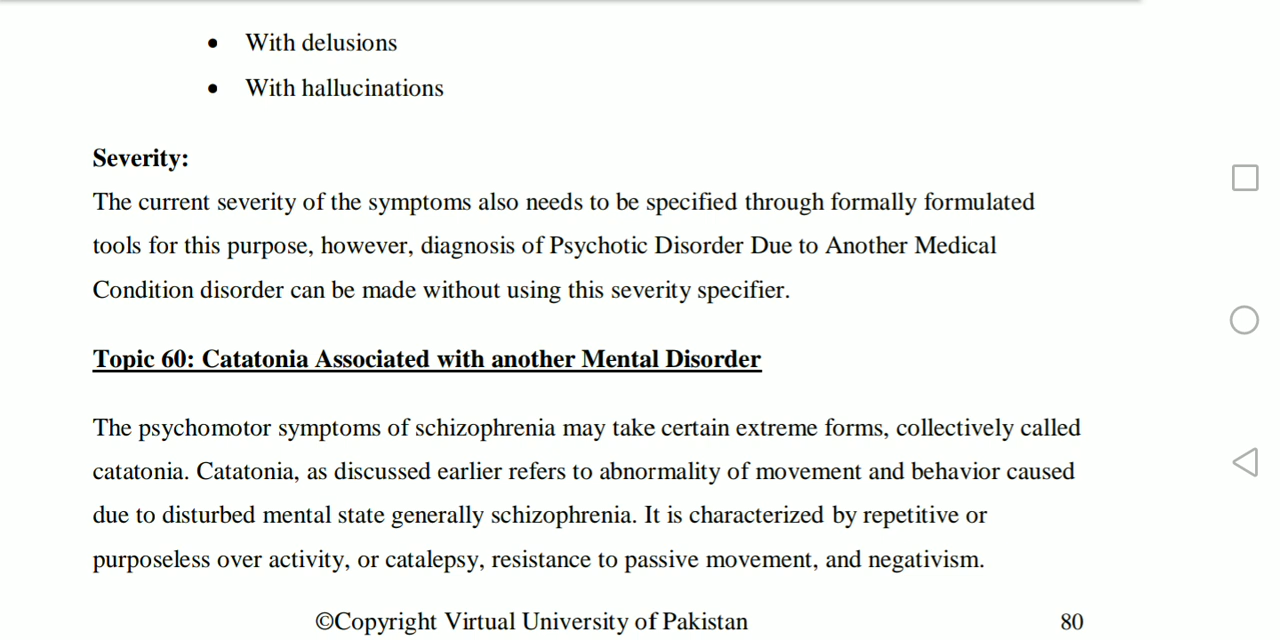 • With delusions
• With hallucinations
Severity:
The current severity of the symptoms also needs to be specified through formally formulated
tools for this purpose, however, diagnosis of Psychotic Disorder Due to Another Medical
Condition disorder can be made without using this severity specifier.
Topic 60: Catatonia Associated with another Mental Disorder
The psychomotor symptoms of schizophrenia may take certain extreme forms, collectively called
catatonia. Catatonia, as discussed earlier refers to abnormality of movement and behavior caused
due to disturbed mental state generally schizophrenia. It is characterized by repetitive or
purposeless over activity, or catalepsy, resistance to passive movement, and negativism.
©Copyright Virtual University of Pakistan 80